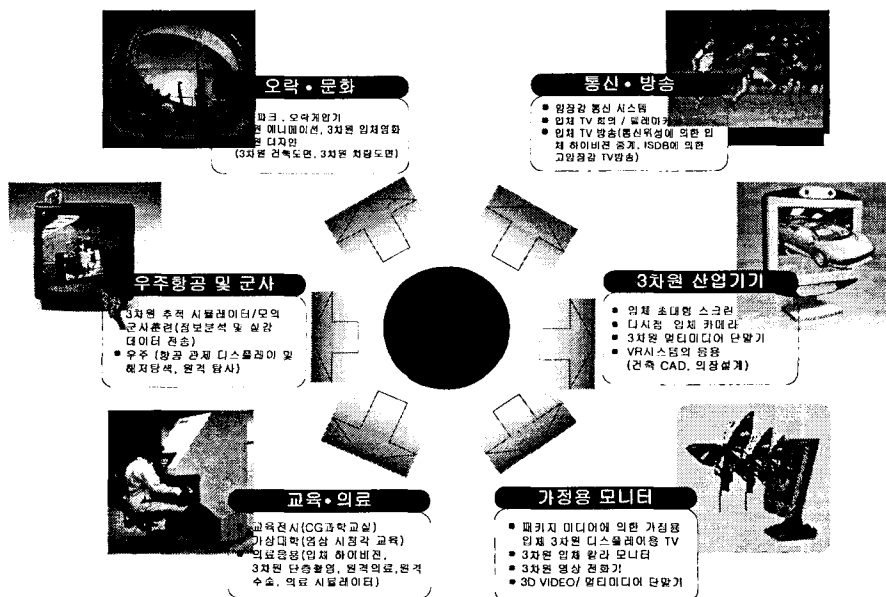 오락 • 문화
파크, 오락게임기
원 에니메이션, 3차원 입체영화
원 디자인
(3차원 건축도면, 3차원 차량도면)
통신 • 방송
임장감 통신 시스템
입체 TV 회의 / 텔레마
입체 TV 방송(통신위성에 의한 입
체 하이비젼 중계, ISDB에 의한
고임장감 TV방송)
우주항공 및 군사
3차원 추적 시뮬레이터/모의
군사훈련(정보분석 및 실감
데이터 전송)
우주 (항공 관제 디스플레이 및
해저탐색, 원격 탐사)
3차원 산업기기
입체 초대형 스크린
다시점 입체 카메라
3차원 멀티미디어 단말기
VR시스템의 응용
(건축 CAD, 의장설계)
교육 • 의료
교육전시(CG과학교실)
가상대학(영상 시청각 교육)
의료응용(입체 하이비젼,
3차원 단층촬영, 원격의료,원격
수술, 의료 시뮬레이터)
가정용 모니터
패키지 미디어에 의한 가정용
입체 3차원 디스플레이용 TV
3차원 입체 칼라 모니터
3차원 영상 전화기
3D VIDEO/ 멀티미디어 단말기